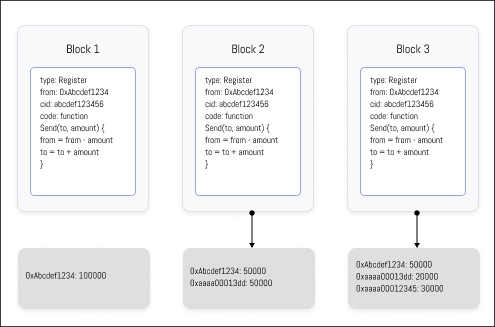 Block 1
type: Register
from: 0xAbcdef1234
cid: abcdef123456
code: function
Send(to, amount) {
from = from - amount
to = to + amount
}
0xAbcdef1234: 100000
Block 2
type: Register
from: 0xAbcdef1234
cid: abcdef123456
code: function
Send(to, amount) {
from = from - amount
to = to + amount
}
0xAbcdef1234: 50000
0xaaaa00013dd: 50000
Block 3
type: Register
from: 0xAbcdef1234
cid: abcdef123456
code: function
Send(to, amount) {
from = from - amount
to = to + amount
}
0xAbcdef1234: 50000
0xaaaa00013dd: 20000
0xaaaa00012345: 30000